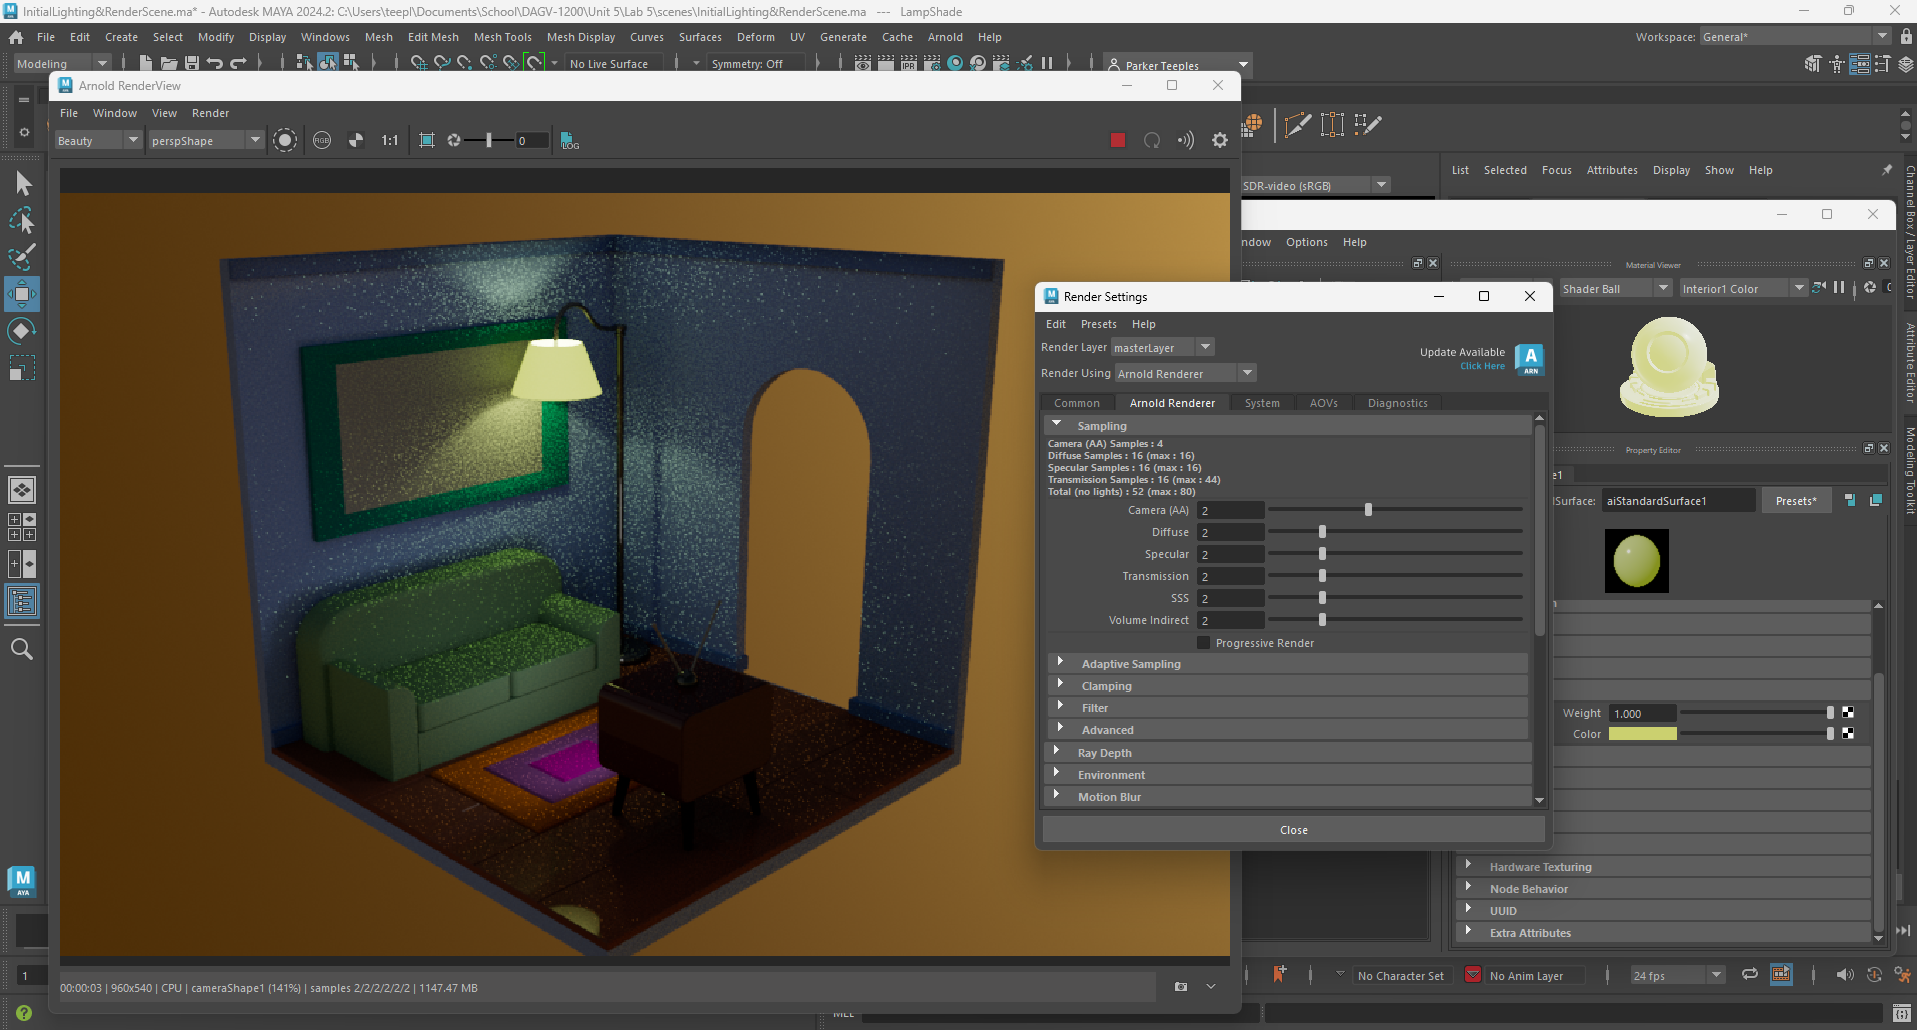 InitialLighting&RenderScene.ma* - Autodesk MAYA 2024.2: C:\Users\teepl\Documents\School\DAGV-1200\Unit 5\Lab 5\scenes\InitialLighting&RenderScene.ma --- LampShade
File Edit Create Select Modify Display Windows Mesh Edit Mesh Mesh Tools Mesh Display Curves Surfaces Deform UV Generate Cache Arnold Help
Workspace: General*
Modeling No Live Surface Symmetry: Off Parker Teeples
Arnold RenderView
File Window View Render
Beauty perspShape RGB 1:1 0 LOG
SDR-video (sRGB)
List Selected Focus Attributes Display Show Help
Options Help
Material Viewer
Shader Ball Interior1 Color
Property Editor
aiStandardSurface1 Presets*
Weight 1.000
Color
Hardware Texturing
Node Behavior
UUID
Extra Attributes
Channel Box / Layer Editor
Attribute Editor
Modeling Toolkit
Render Settings
Edit Presets Help
Render Layer masterLayer
Render Using Arnold Renderer
Update Available
Click Here
A
ARN
Common Arnold Renderer System AOVs Diagnostics
Sampling
Camera (AA) Samples : 4
Diffuse Samples : 16 (max : 16)
Specular Samples : 16 (max : 16)
Transmission Samples : 16 (max : 44)
Total (no lights) : 52 (max : 80)
Camera (AA) 2
Diffuse 2
Specular 2
Transmission 2
SSS 2
Volume Indirect 2
Progressive Render
Adaptive Sampling
Clamping
Filter
Advanced
Ray Depth
Environment
Motion Blur
Close
M
AYA
1
00:00:03 | 960x540 | CPU | cameraShape1 (141%) | samples 2/2/2/2/2/2 | 1147.47 MB
No Character Set No Anim Layer 24 fps
MEL